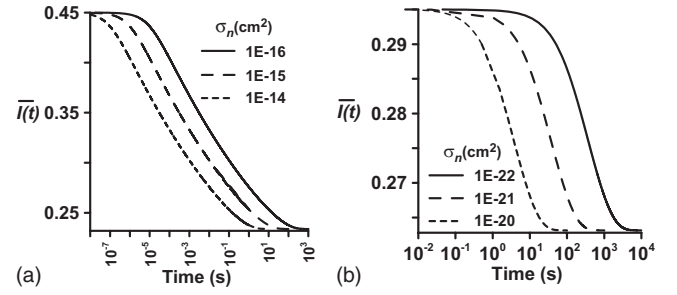 0.45
0.35
0.25
I(t)
σn(cm2)
1E-16
1E-15
1E-14
10-7
10-5
10-3
10-1
101
103
Time (s)
(a)
0.29
0.28
0.27
I(t)
σn(cm2)
1E-22
1E-21
1E-20
10-2
10-1
100
101
102
103
104
Time (s)
(b)